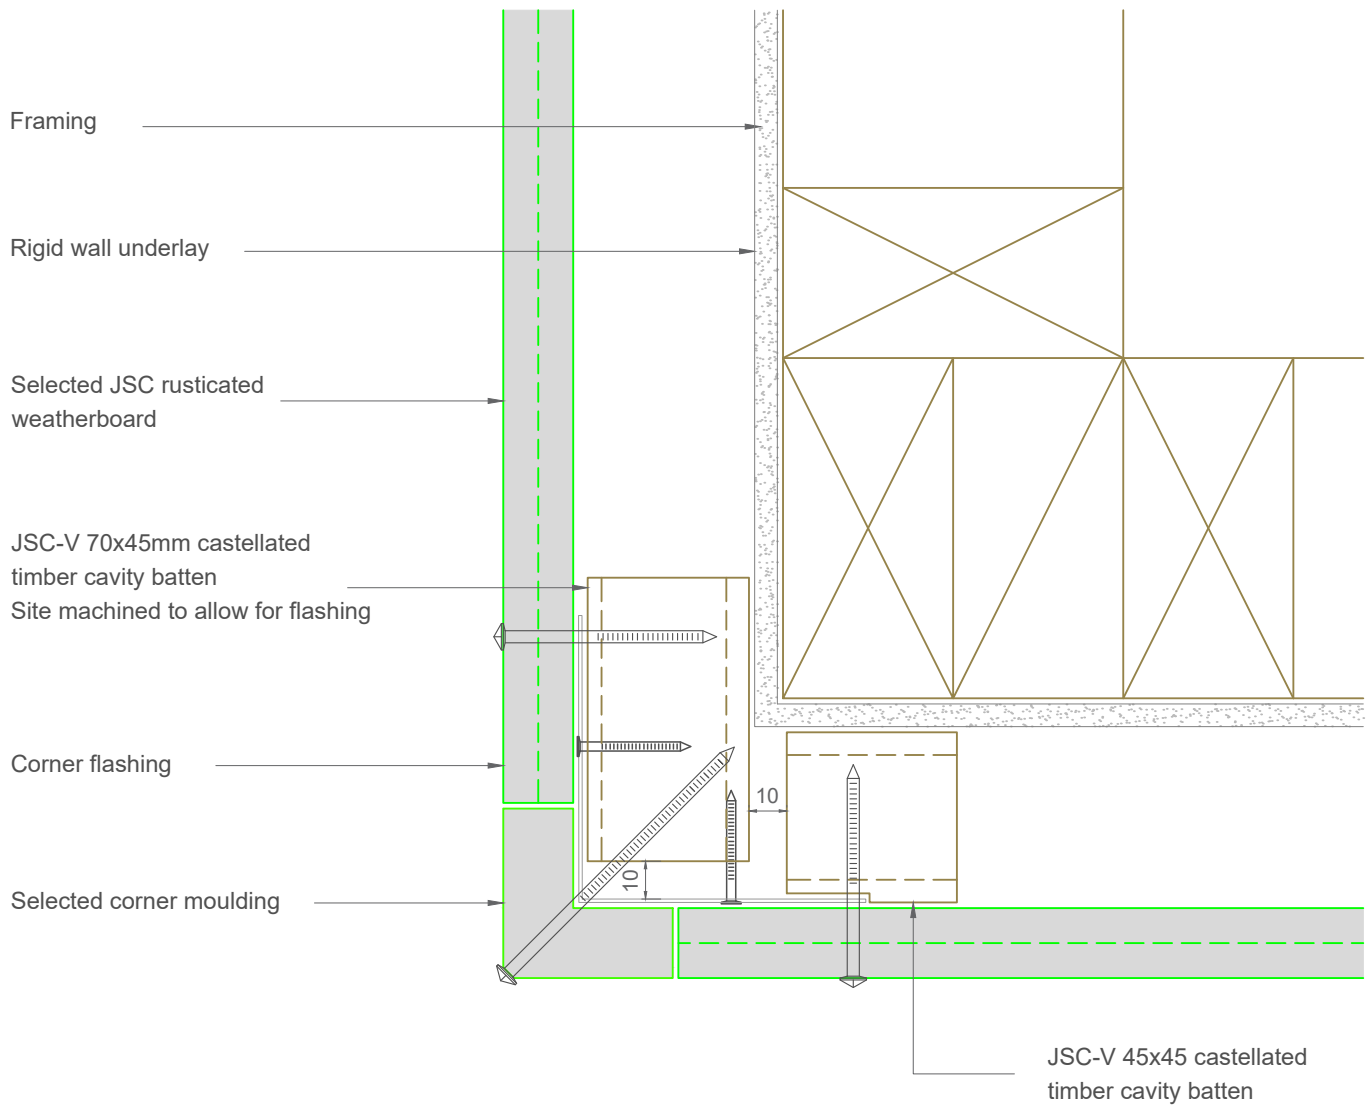 Framing
Rigid wall underlay
Selected JSC rusticated
weatherboard
JSC-V 70x45mm castellated
timber cavity batten
Site machined to allow for flashing
Corner flashing
10
10
Selected corner moulding
JSC-V 45x45 castellated
timber cavity batten